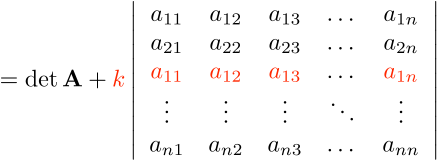 = det A + k | a₁₁ a₁₂ a₁₃ … a₁ₙ |
| a₂₁ a₂₂ a₂₃ … a₂ₙ |
| a₁₁ a₁₂ a₁₃ … a₁ₙ |
| ⋮ ⋮ ⋮ ⋱ ⋮ |
| aₙ₁ aₙ₂ aₙ₃ … aₙₙ |